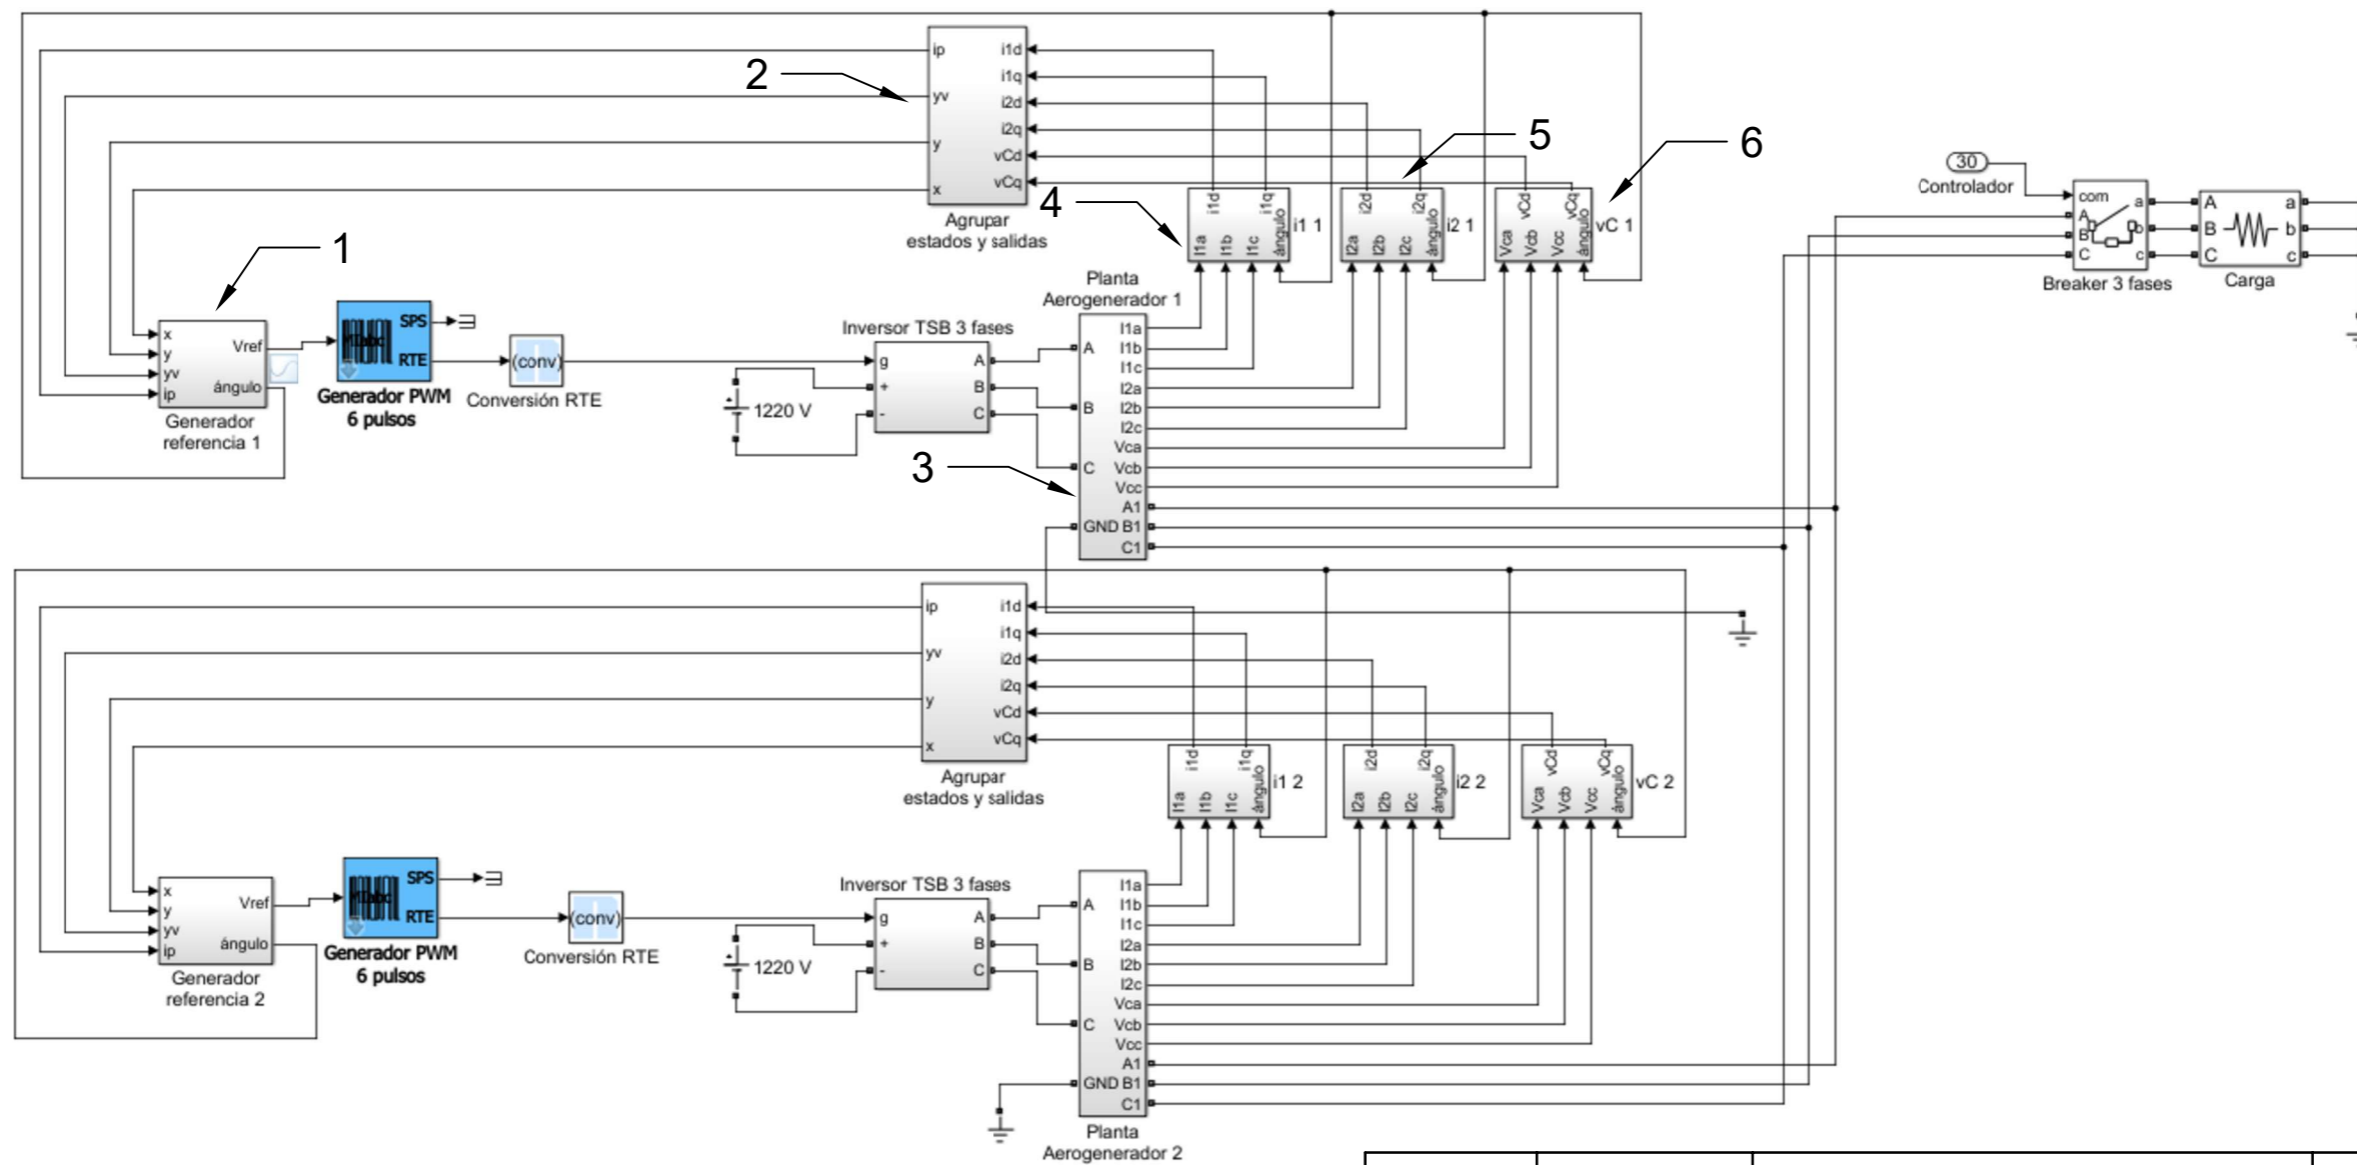 2
ip
yv
y
x
i1d
i1q
i2d
i2q
vCd
vCq
Agrupar
estados y salidas
4
5
6
i1d
i1q
I1a
I1b
I1c
ángulo
i1 1
i2d
i2q
I2a
I2b
I2c
ángulo
i2 1
vCd
vCq
Vca
Vcb
Vcc
ángulo
vC 1
30
Controlador
com
A
B
C
a
b
c
Breaker 3 fases
A
B
C
a
b
c
Carga
1
x
y
yv
ip
Vref
ángulo
Generador
referencia 1
SPS
RTE
Generador PWM
6 pulsos
(conv)
Conversión RTE
1220 V
Inversor TSB 3 fases
g
+
-
A
B
C
3
Planta
Aerogenerador 1
A
B
C
GND
I1a
I1b
I1c
I2a
I2b
I2c
Vca
Vcb
Vcc
A1
B1
C1
ip
yv
y
x
i1d
i1q
i2d
i2q
vCd
vCq
Agrupar
estados y salidas
i1d
i1q
I1a
I1b
I1c
ángulo
i1 2
i2d
i2q
I2a
I2b
I2c
ángulo
i2 2
vCd
vCq
Vca
Vcb
Vcc
ángulo
vC 2
x
y
yv
ip
Vref
ángulo
Generador
referencia 2
SPS
RTE
Generador PWM
6 pulsos
(conv)
Conversión RTE
1220 V
Inversor TSB 3 fases
g
+
-
A
B
C
A
B
C
GND
I1a
I1b
I1c
I2a
I2b
I2c
Vca
Vcb
Vcc
A1
B1
C1
Planta
Aerogenerador 2